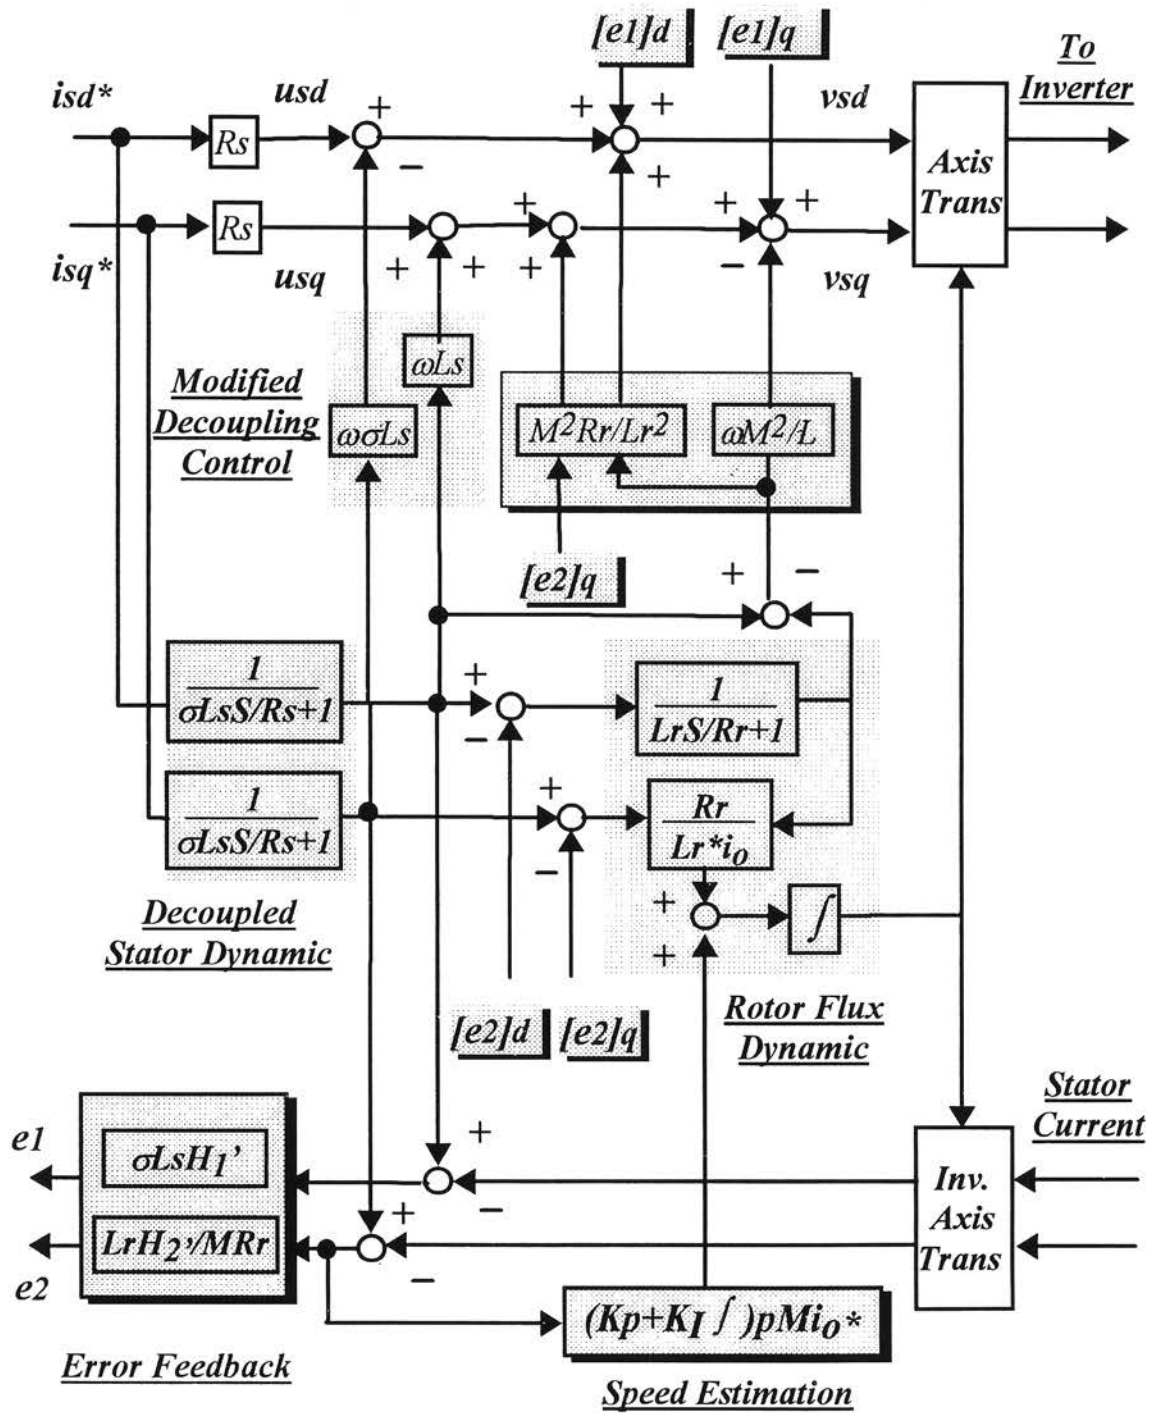 [e1]d
[e1]q
To
Inverter
isd*
usd
+
+
+
vsd
Rs
−
+
Axis
Trans
Rs
+
+
+
isq*
usq
+
+
+
−
vsq
ωLs
Modified
Decoupling
Control
ωσLs
M²Rr/Lr²
ωM²/L
[e2]q
+
−
1
σLsS/Rs+1
+
−
1
LrS/Rr+1
1
σLsS/Rs+1
+
−
Rr
Lr*i₀
+
+
∫
Decoupled
Stator Dynamic
[e2]d
[e2]q
Rotor Flux
Dynamic
Stator
Current
e1
σLsH₁'
+
−
Inv.
Axis
Trans
LrH₂'/MRr
+
−
e2
(Kp+K_I ∫ )pMi₀*
Error Feedback
Speed Estimation